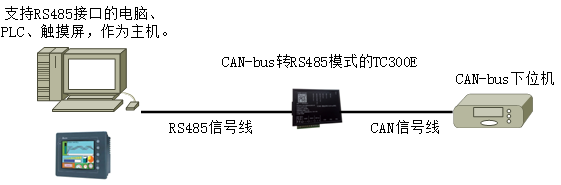 支持RS485接口的电脑、
PLC、触摸屏，作为主机。
CAN-bus转RS485模式的TC300E
CAN-bus下位机
RS485信号线
CAN信号线